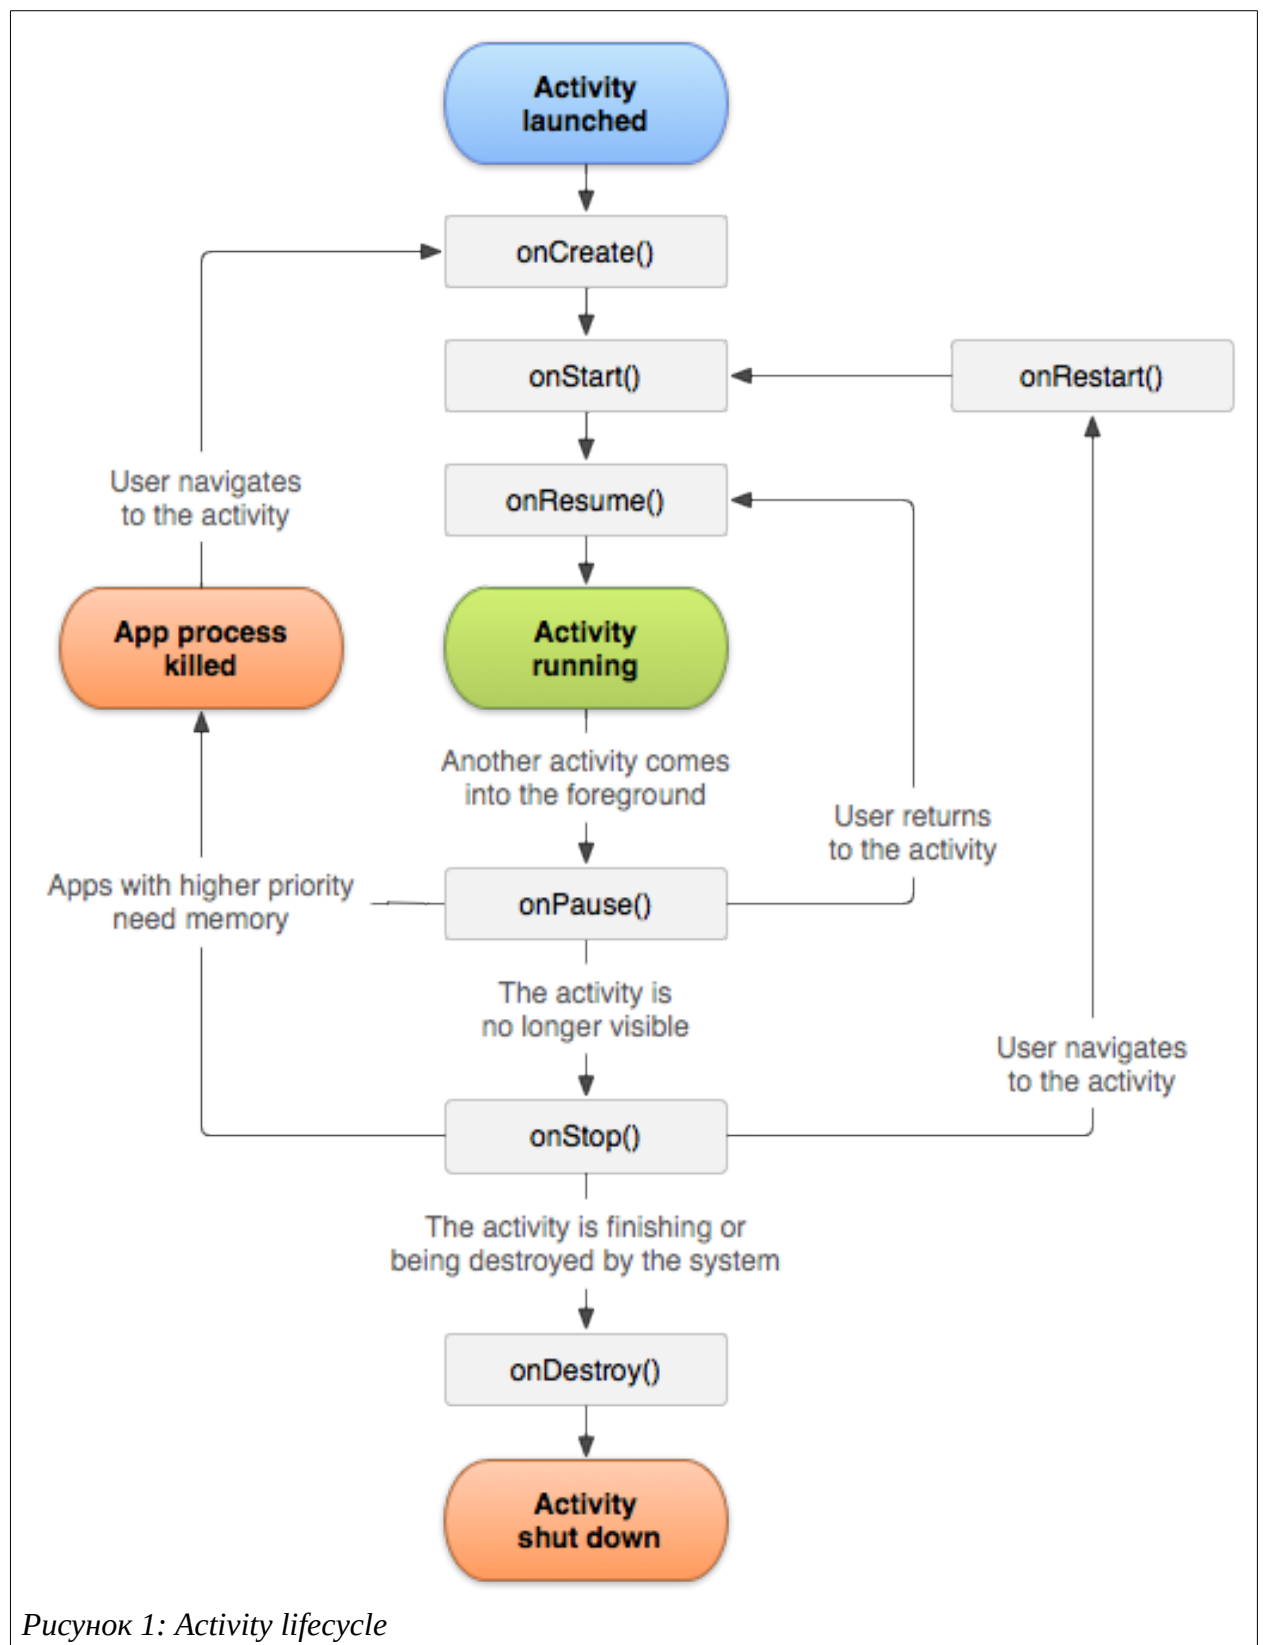 Activity
launched
onCreate()
onStart()
onRestart()
User navigates
to the activity
onResume()
App process
killed
Activity
running
Another activity comes
into the foreground
User returns
to the activity
Apps with higher priority
need memory
onPause()
The activity is
no longer visible
User navigates
to the activity
onStop()
The activity is finishing or
being destroyed by the system
onDestroy()
Activity
shut down
Рисунок 1: Activity lifecycle